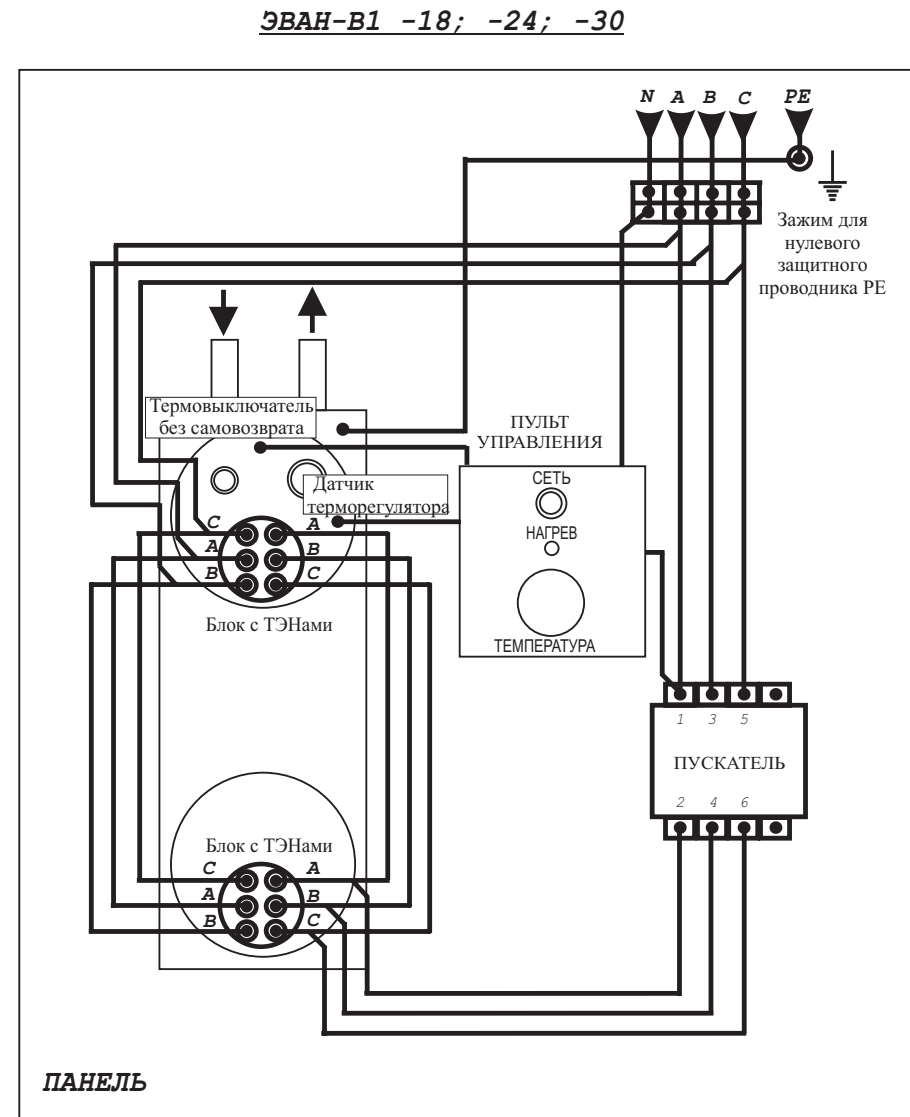 ЭВАН-В1 -18; -24; -30
N A B C PE
Зажим для
нулевого
защитного
проводника PE
Термовыключатель
без самовозврата
ПУЛЬТ
УПРАВЛЕНИЯ
СЕТЬ
Датчик
терморегулятора
НАГРЕВ
C A
A B
B C
Блок с ТЭНами
ТЕМПЕРАТУРА
1 3 5
ПУСКАТЕЛЬ
2 4 6
Блок с ТЭНами
C A
A B
B C
ПАНЕЛЬ